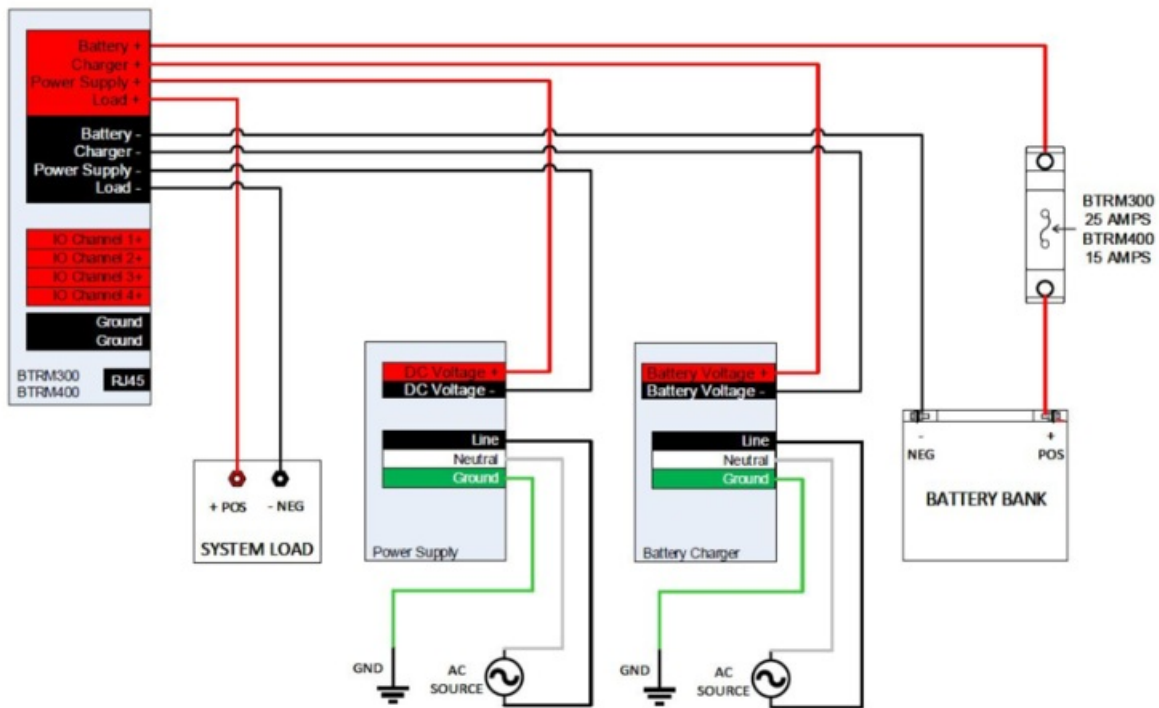 Battery +
Charger +
Power Supply +
Load +
Battery -
Charger -
Power Supply -
Load -
IO Channel 1+
IO Channel 2+
IO Channel 3+
IO Channel 4+
Ground
Ground
BTRM300
BTRM400
RJ45
+ POS - NEG
SYSTEM LOAD
DC Voltage +
DC Voltage -
Line
Neutral
Ground
Power Supply
GND
AC
SOURCE
Battery Voltage +
Battery Voltage -
Line
Neutral
Ground
Battery Charger
GND
AC
SOURCE
BTRM300
25 AMPS
BTRM400
15 AMPS
- +
NEG POS
BATTERY BANK